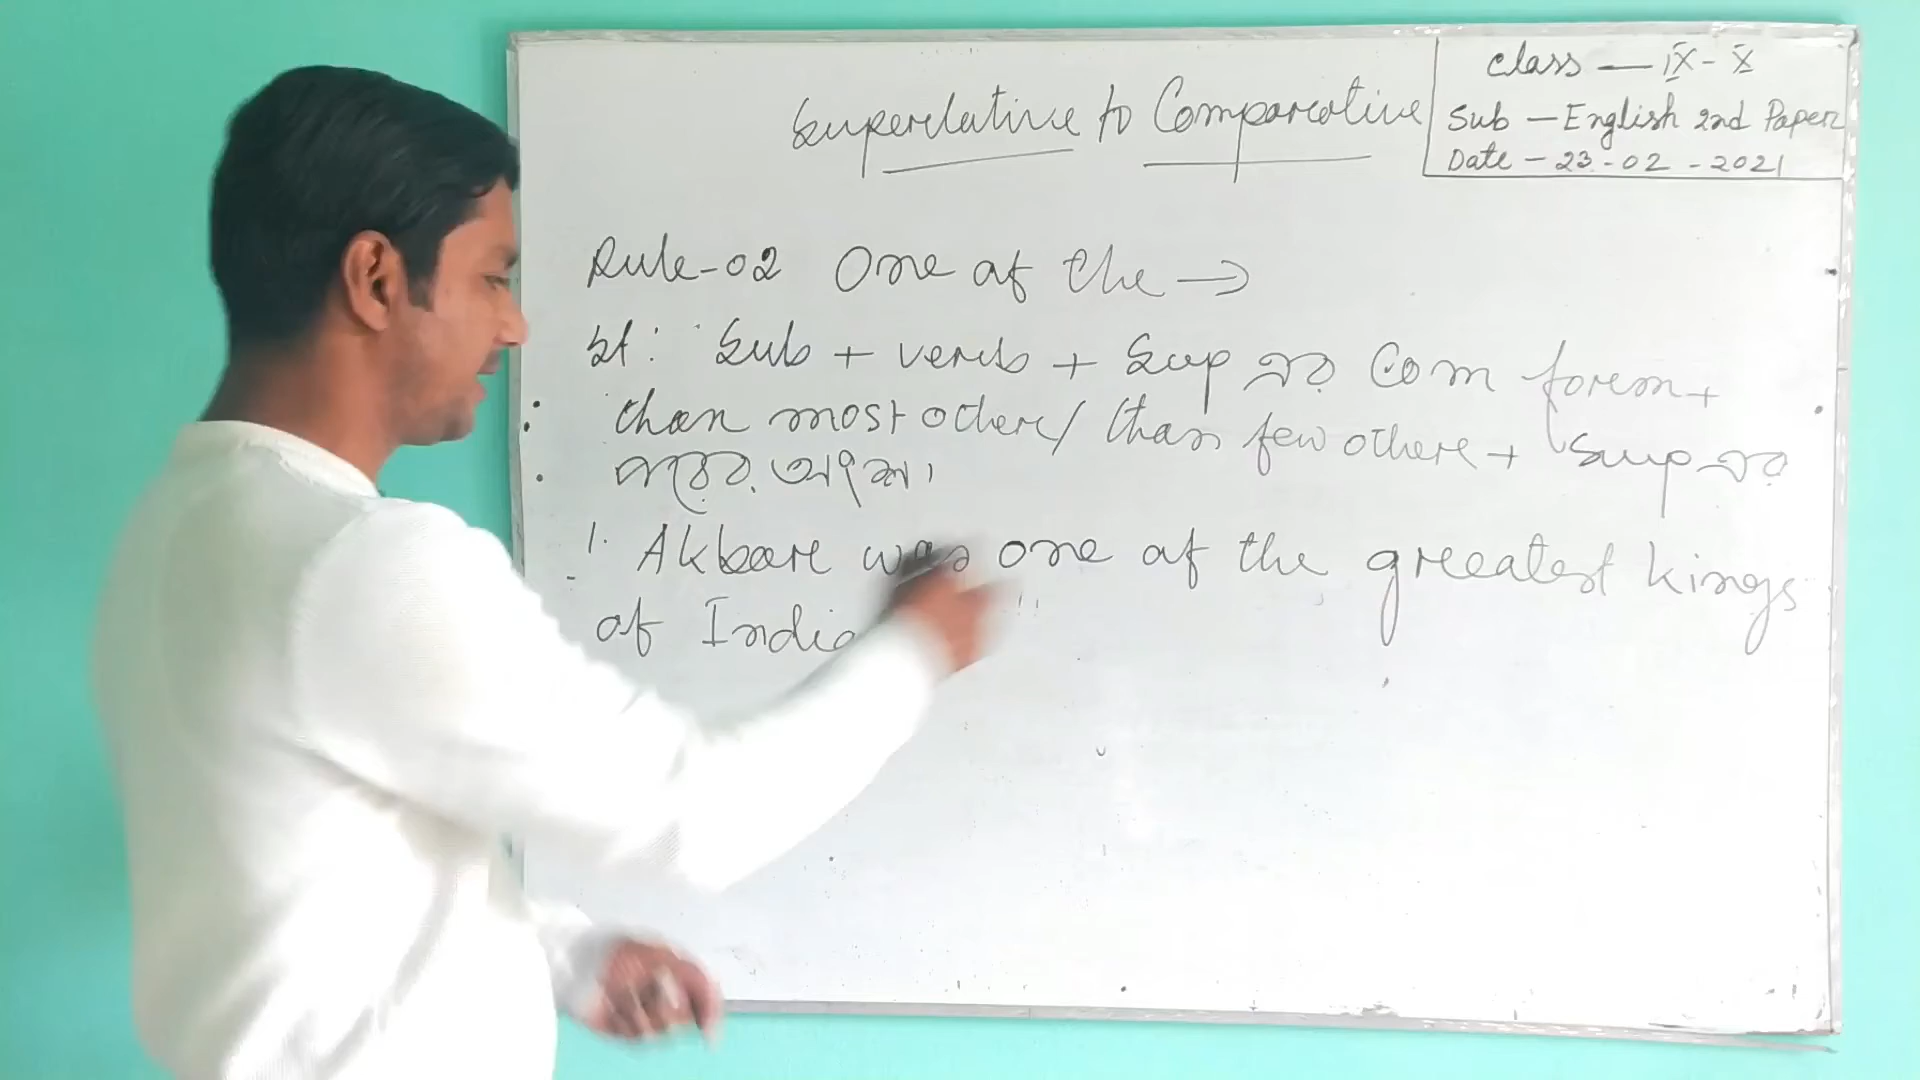 Class — IX - X
Sub — English 2nd Paper
Date — 23-02-2021
Superlative to Comparative
Rule-02 One of the →
St: Sub + verb + Sup এর Com form +
than most other/ than few other + Sup এর
পরের অংশ।
1. Akbar was one of the greatest kings
of India